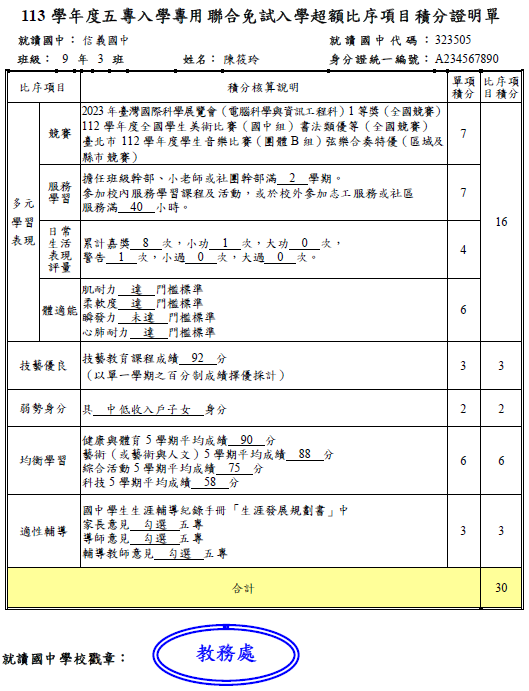 113 學年度五專入學專用聯合免試入學超額比序項目積分證明單
就讀國中：信義國中 就讀國中代碼：323505
班級： 9 年 3 班 姓名：陳筱玲 身分證統一編號：A234567890
比序項目 積分核算說明 單項積分 比序項目積分
多元學習表現
競賽
2023 年臺灣國際科學展覽會（電腦科學與資訊工程科）1 等獎（全國競賽）
112 學年度全國學生美術比賽（國中組）書法類優等（全國競賽）
臺北市 112 學年度學生音樂比賽（團體 B 組）弦樂合奏特優（區域及
縣市競賽）
7
16
服務學習
擔任班級幹部、小老師或社團幹部滿 2 學期。
參加校內服務學習課程及活動，或於校外參加志工服務或社區
服務滿 40 小時。
7
日常生活表現評量
累計嘉獎 8 次，小功 1 次，大功 0 次，
警告 1 次，小過 0 次，大過 0 次。
4
體適能
肌耐力 達 門檻標準
柔軟度 達 門檻標準
瞬發力 未達 門檻標準
心肺耐力 達 門檻標準
6
技藝優良
技藝教育課程成績 92 分
（以單一學期之百分制成績擇優採計）
3 3
弱勢身分
具 中低收入戶子女 身分
2 2
均衡學習
健康與體育 5 學期平均成績 90 分
藝術（或藝術與人文）5 學期平均成績 88 分
綜合活動 5 學期平均成績 75 分
科技 5 學期平均成績 58 分
6 6
適性輔導
國中學生生涯輔導紀錄手冊「生涯發展規劃書」中
家長意見 勾選 五專
導師意見 勾選 五專
輔導教師意見 勾選 五專
3 3
合計 30
就讀國中學校戳章：
教務處